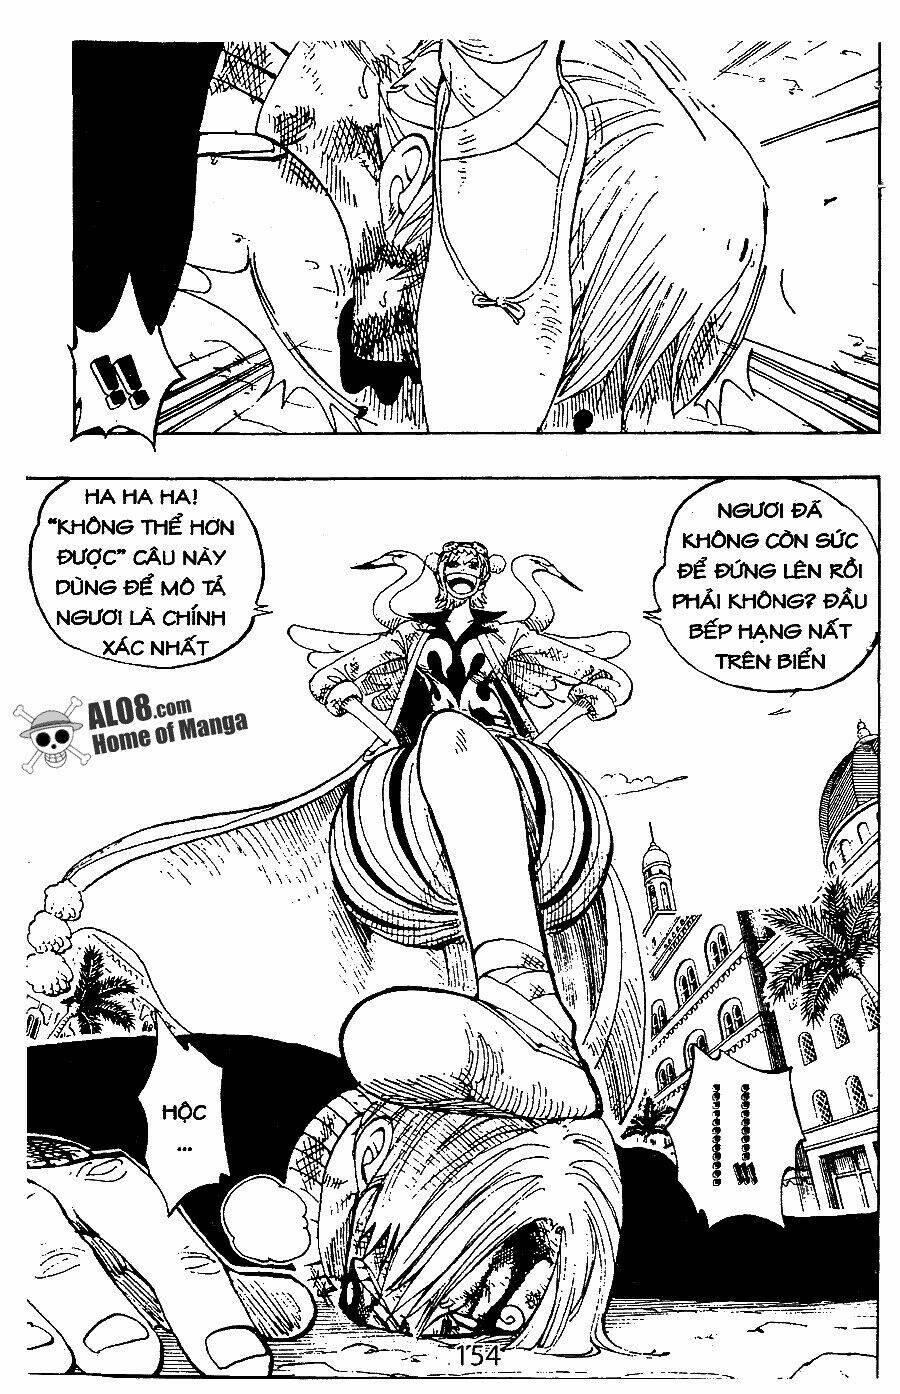 !!
HA HA HA!
"KHÔNG THỂ HƠN
ĐƯỢC" CÂU NÀY
DÙNG ĐỂ MÔ TẢ
NGƯƠI LÀ CHÍNH
XÁC NHẤT
NGƯƠI ĐÃ
KHÔNG CÒN SỨC
ĐỂ ĐỨNG LÊN RỒI
PHẢI KHÔNG? ĐẦU
BẾP HẠNG NHẤT
TRÊN BIỂN
ALO8.com
Home of Manga
HỘC
...
154